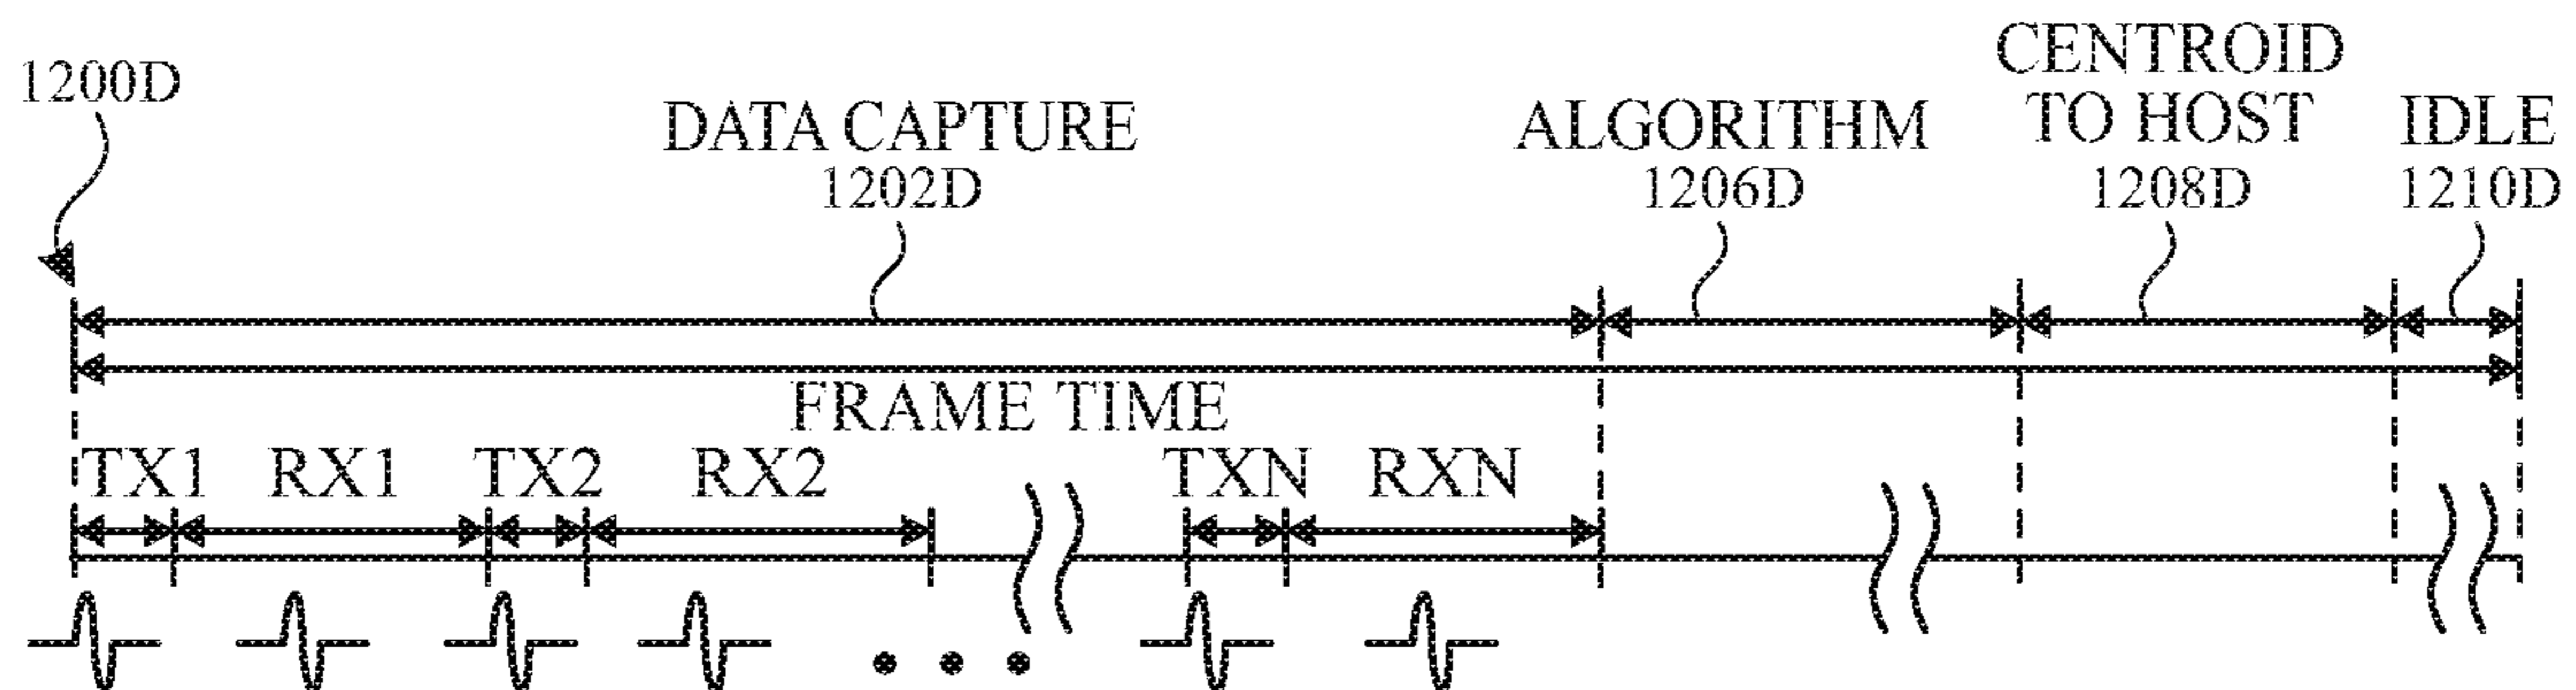 1200D
DATA CAPTURE
1202D
ALGORITHM
1206D
CENTROID
TO HOST
1208D
IDLE
1210D
FRAME TIME
TX1 RX1 TX2 RX2 TXN RXN